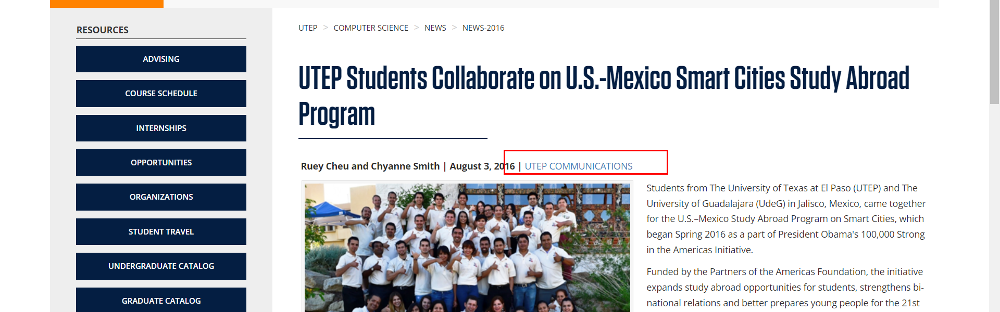 RESOURCES
ADVISING
COURSE SCHEDULE
INTERNSHIPS
OPPORTUNITIES
ORGANIZATIONS
STUDENT TRAVEL
UNDERGRADUATE CATALOG
GRADUATE CATALOG
UTEP > COMPUTER SCIENCE > NEWS > NEWS-2016
UTEP Students Collaborate on U.S.-Mexico Smart Cities Study Abroad
Program
Ruey Cheu and Chyanne Smith | August 3, 2016 | UTEP COMMUNICATIONS
Students from The University of Texas at El Paso (UTEP) and The
University of Guadalajara (UdeG) in Jalisco, Mexico, came together
for the U.S.–Mexico Study Abroad Program on Smart Cities, which
began Spring 2016 as a part of President Obama's 100,000 Strong
in the Americas Initiative.
Funded by the Partners of the Americas Foundation, the initiative
expands study abroad opportunities for students, strengthens bi-
national relations and better prepares young people for the 21st